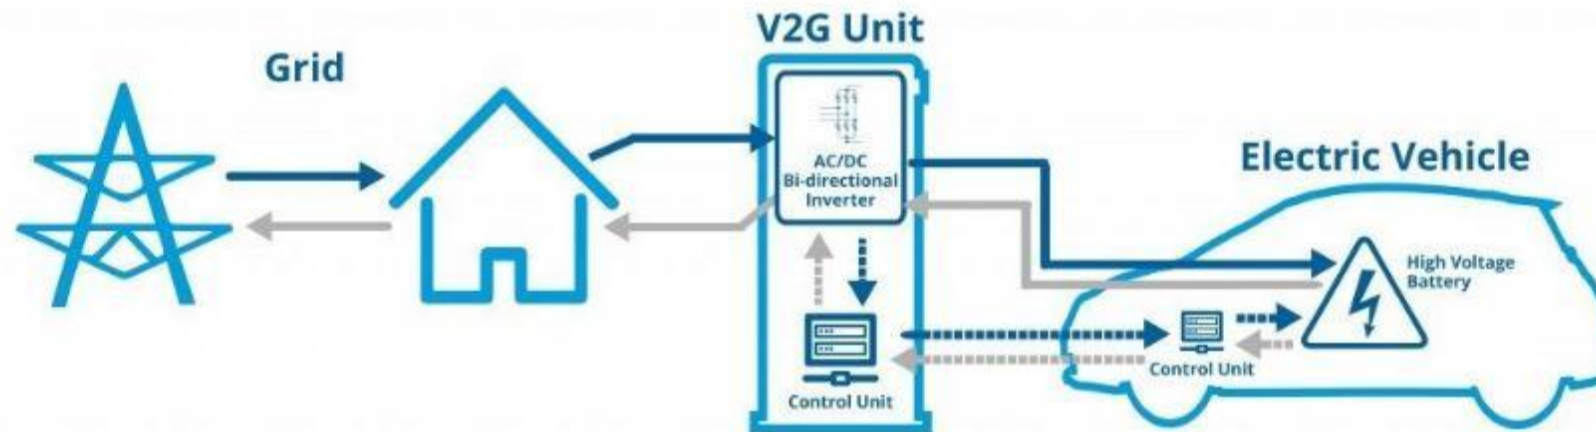 V2G Unit
Grid
AC/DC
Bi-directional
Inverter
Electric Vehicle
High Voltage
Battery
Control Unit
Control Unit